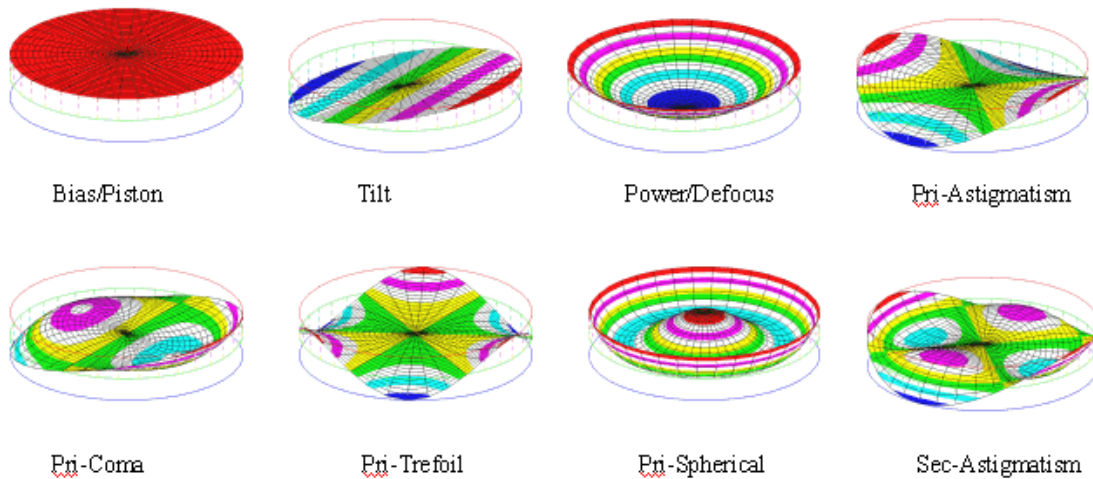 Bias/Piston
Tilt
Power/Defocus
Pri-Astigmatism
Pri-Coma
Pri-Trefoil
Pri-Spherical
Sec-Astigmatism